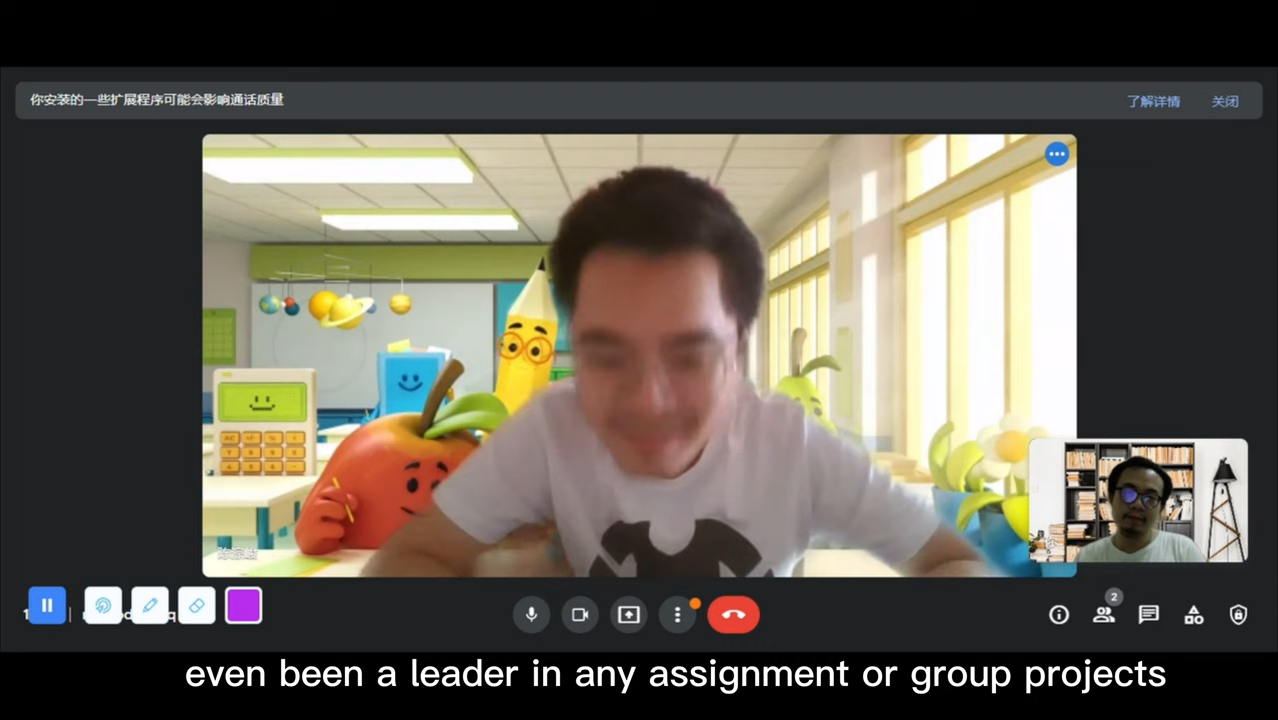 你安装的一些扩展程序可能会影响通话质量
了解详情 关闭
2
even been a leader in any assignment or group projects